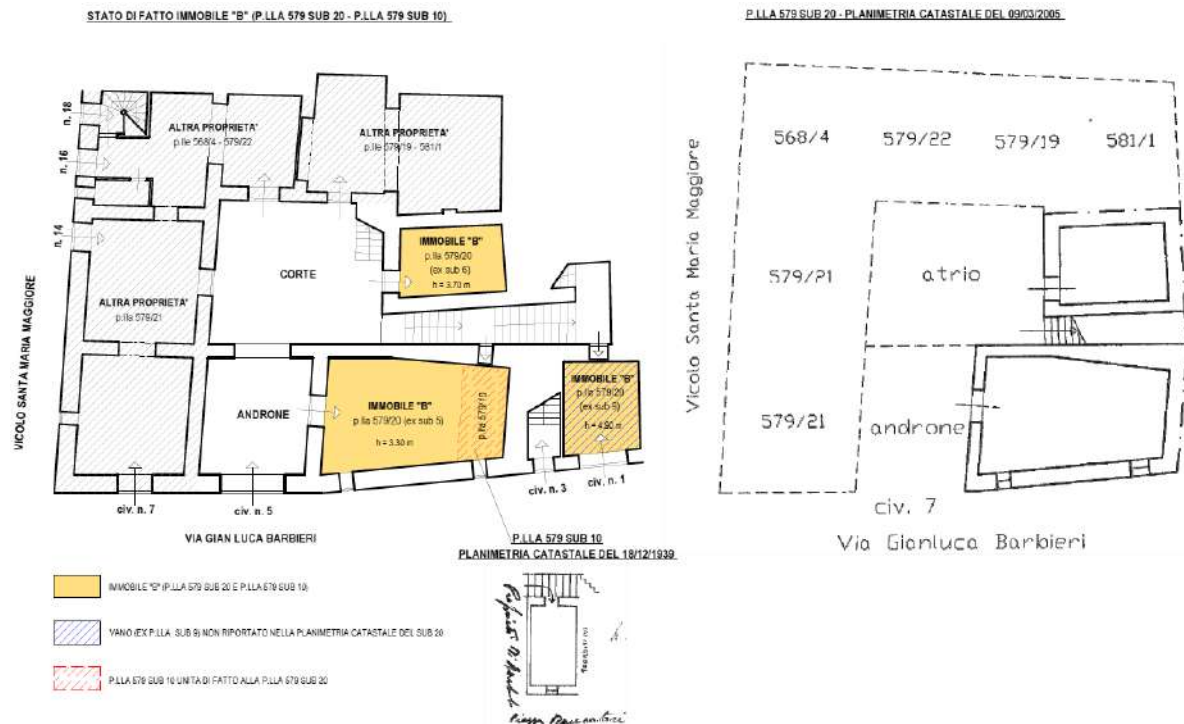 STATO DI FATTO IMMOBILE "B" (P.LLA 579 SUB 20 - P.LLA 579 SUB 10)
n. 18
n. 16
n. 14
VICOLO SANTA MARIA MAGGIORE
ALTRA PROPRIETA'
p.lle 568/4 - 579/22
ALTRA PROPRIETA'
p.lle 579/19 - 581/1
IMMOBILE "B"
p.lla 579/20
(ex sub 6)
h = 3.70 m
CORTE
ALTRA PROPRIETA'
p.lla 579/21
ANDRONE
IMMOBILE "B"
p.lla 579/20 (ex sub 5)
h = 3.30 m
p.lla 579/10
IMMOBILE "B"
p.lla 579/20
(ex sub 9)
h = 4.90 m
civ. n. 7
civ. n. 5
civ. n. 3
civ. n. 1
VIA GIAN LUCA BARBIERI
P.LLA 579 SUB 10
PLANIMETRIA CATASTALE DEL 18/12/1939
IMMOBILE "B" (P.LLA 579 SUB 20 E P.LLA 579 SUB 10)
VANO (EX P.LLA SUB 9) NON RIPORTATO NELLA PLANIMETRIA CATASTALE DEL SUB 20
P.LLA 579 SUB 10 UNITA DI FATTO ALLA P.LLA 579 SUB 20
P.LLA 579 SUB 20 - PLANIMETRIA CATASTALE DEL 09/03/2005
Vicolo Santa Maria Maggiore
568/4
579/22
579/19
581/1
579/21
atrio
579/21
androne
civ. 7
Via Gianluca Barbieri